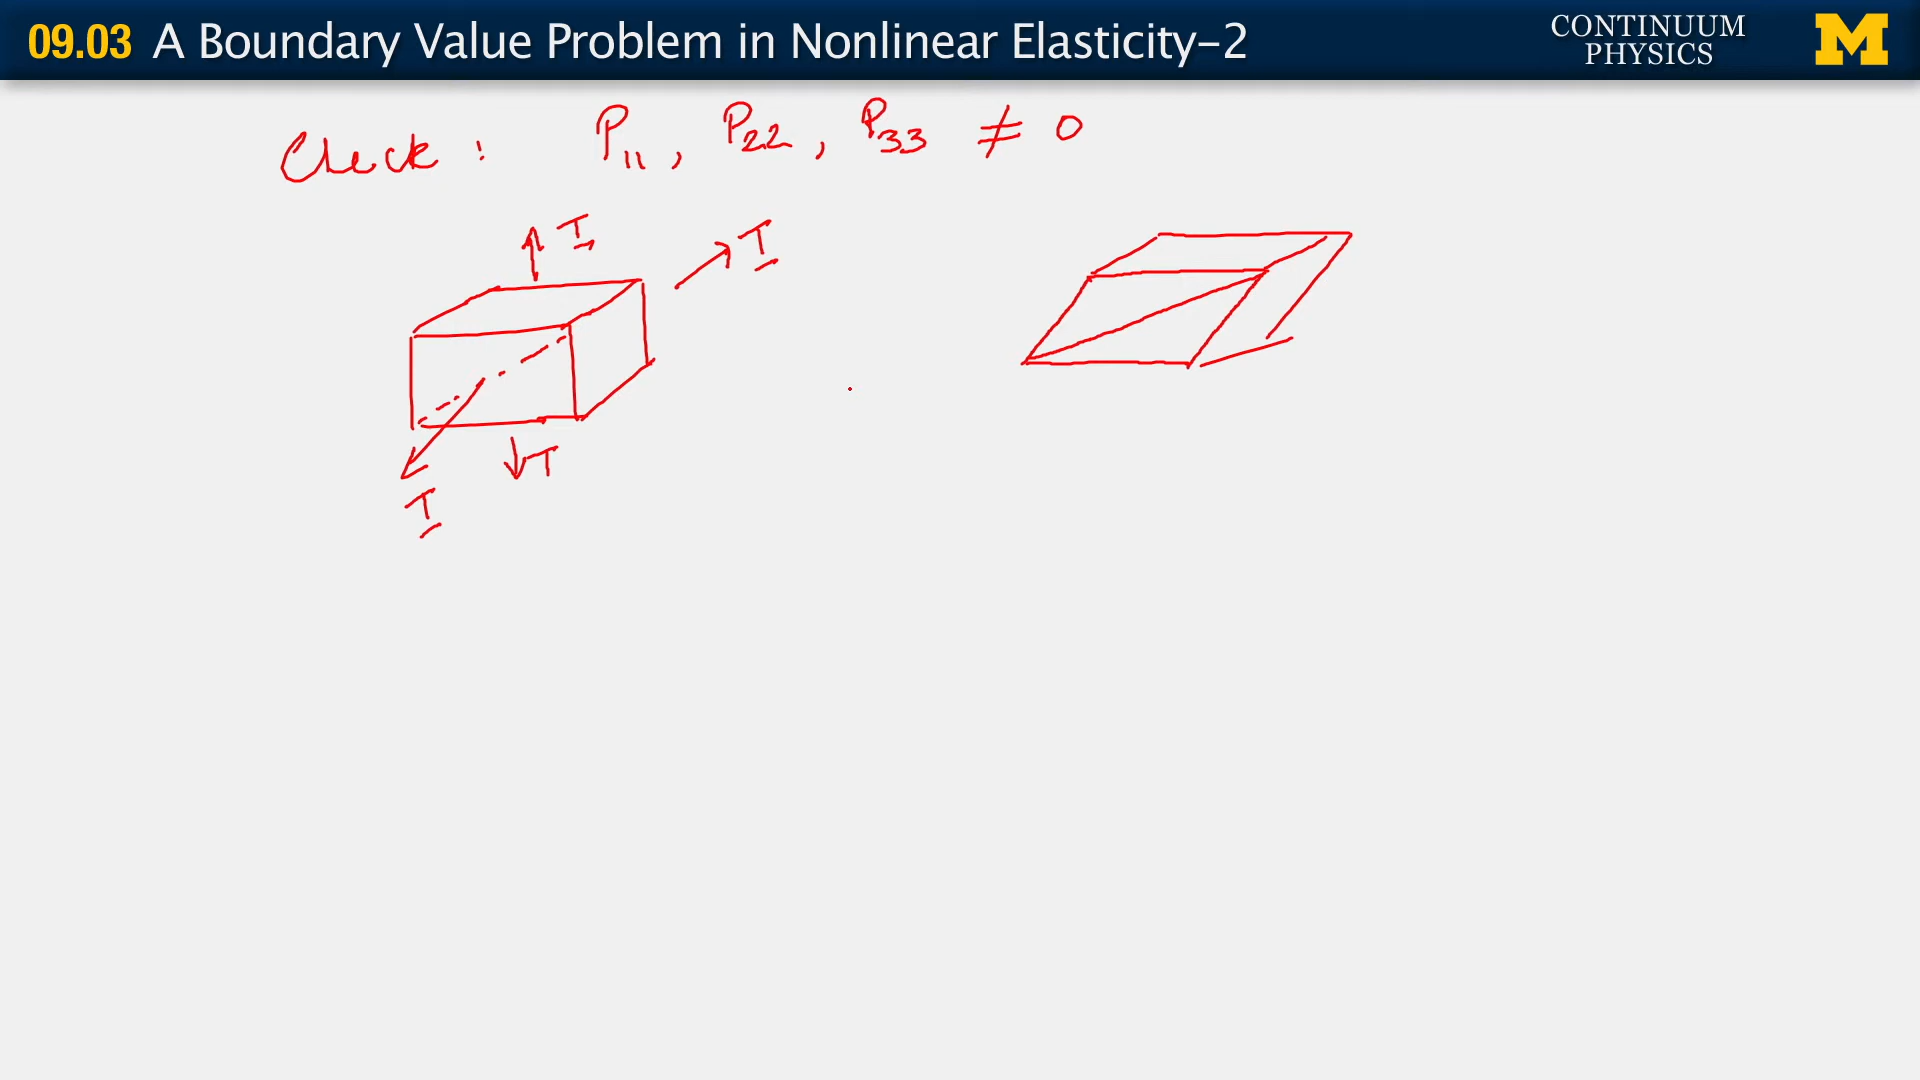 09.03 A Boundary Value Problem in Nonlinear Elasticity–2
CONTINUUM
PHYSICS
M
Check : P₁₁ , P₂₂ , P₃₃ ≠ 0
T
T
T
T